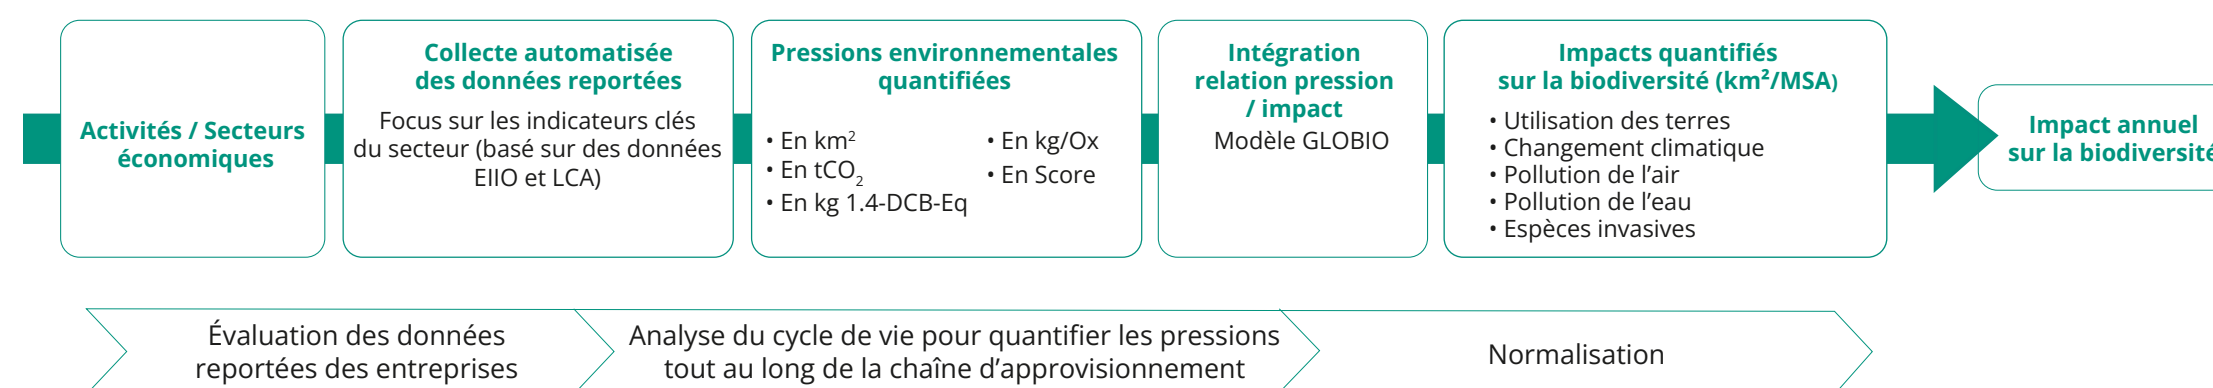 Activités / Secteurs
économiques
Collecte automatisée
des données reportées
Focus sur les indicateurs clés
du secteur (basé sur des données
EIIO et LCA)
Pressions environnementales
quantifiées
• En km²
• En tCO₂
• En kg 1.4-DCB-Eq
• En kg/Ox
• En Score
Intégration
relation pression
/ impact
Modèle GLOBIO
Impacts quantifiés
sur la biodiversité (km²/MSA)
• Utilisation des terres
• Changement climatique
• Pollution de l’air
• Pollution de l’eau
• Espèces invasives
Impact annuel
sur la biodiversité
Évaluation des données
reportées des entreprises
Analyse du cycle de vie pour quantifier les pressions
tout au long de la chaîne d’approvisionnement
Normalisation